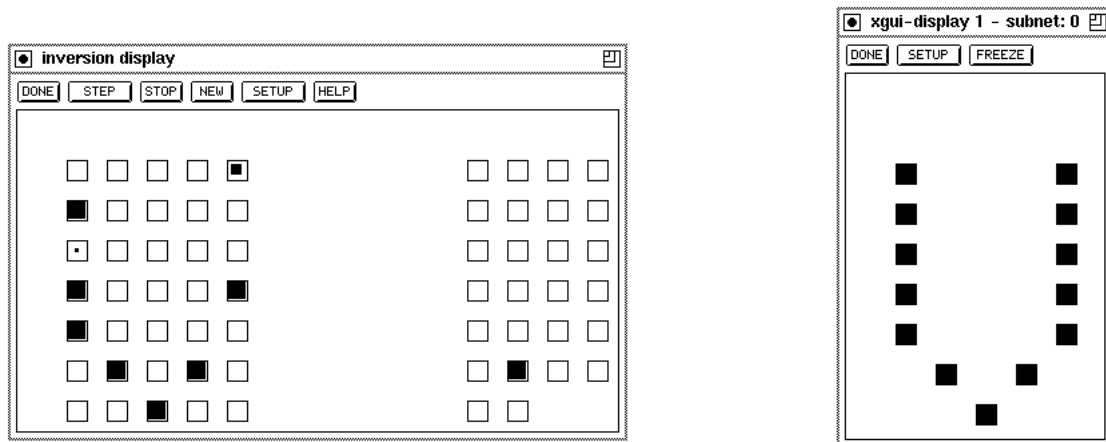 inversion display
DONE STEP STOP NEW SETUP HELP
xgui-display 1 - subnet: 0
DONE SETUP FREEZE